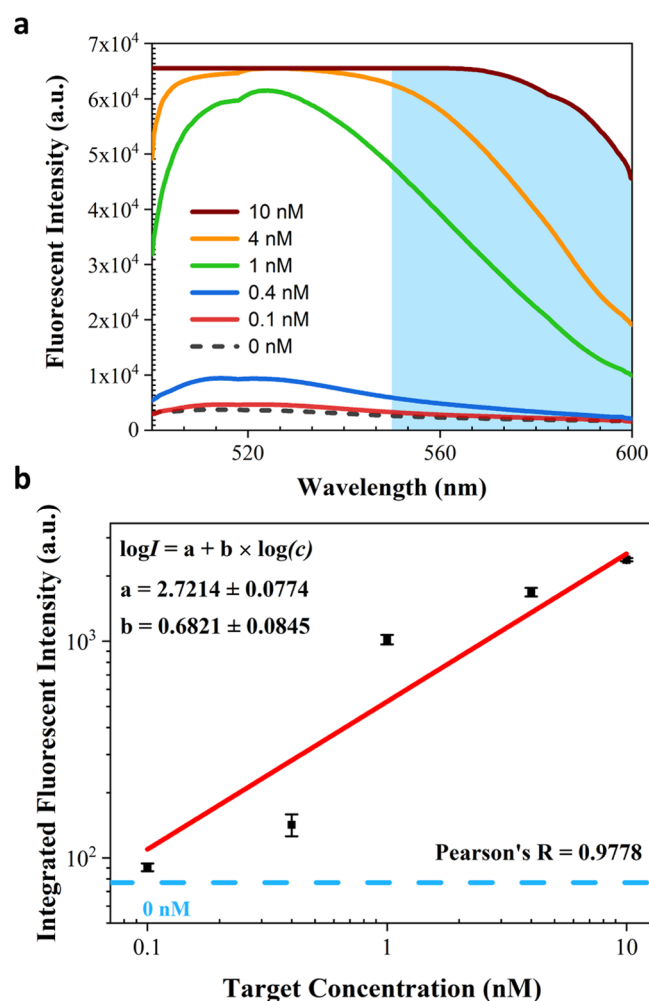 a
Fluorescent Intensity (a.u.)
7x10⁴
6x10⁴
5x10⁴
4x10⁴
3x10⁴
2x10⁴
1x10⁴
0
10 nM
4 nM
1 nM
0.4 nM
0.1 nM
0 nM
520
560
600
Wavelength (nm)
b
Integrated Fluorescent Intensity (a.u.)
10³
10²
logI = a + b × log(c)
a = 2.7214 ± 0.0774
b = 0.6821 ± 0.0845
Pearson's R = 0.9778
0 nM
0.1
1
10
Target Concentration (nM)